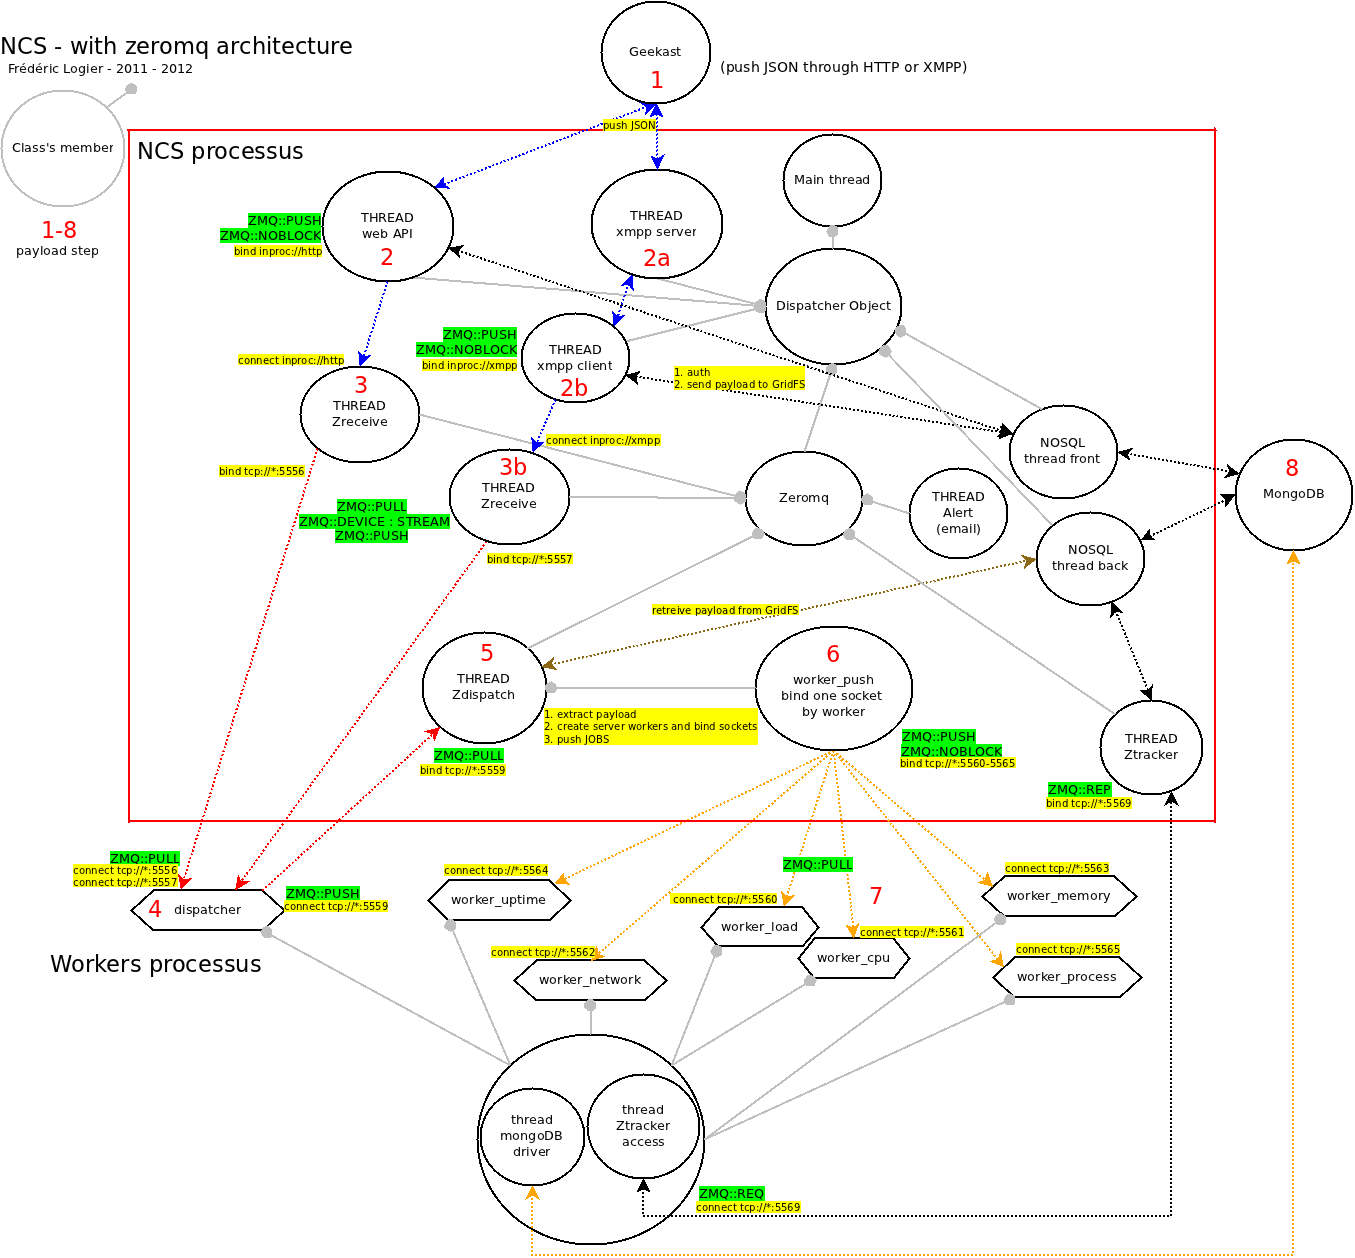 NCS - with zeromq architecture
Frédéric Logier - 2011 - 2012
Class's member
1-8
payload step
Geekast
1
(push JSON through HTTP or XMPP)
push JSON
NCS processus
Main thread
THREAD
web API
2
ZMQ::PUSH
ZMQ::NOBLOCK
bind inproc://http
THREAD
xmpp server
2a
Dispatcher Object
ZMQ::PUSH
ZMQ::NOBLOCK
bind inproc://xmpp
THREAD
xmpp client
2b
connect inproc://http
3
THREAD
Zreceive
1. auth
2. send payload to GridFS
connect inproc://xmpp
NOSQL
thread front
8
MongoDB
bind tcp://*:5556
3b
THREAD
Zreceive
Zeromq
THREAD
Alert
(email)
ZMQ::PULL
ZMQ::DEVICE : STREAM
ZMQ::PUSH
bind tcp://*:5557
NOSQL
thread back
retreive payload from GridFS
5
THREAD
Zdispatch
6
worker_push
bind one socket
by worker
1. extract payload
2. create server workers and bind sockets
3. push JOBS
ZMQ::PULL
bind tcp://*:5559
ZMQ::PUSH
ZMQ::NOBLOCK
bind tcp://*:5560-5565
THREAD
Ztracker
ZMQ::REP
bind tcp://*:5569
ZMQ::PULL
connect tcp://*:5556
connect tcp://*:5557
4 dispatcher
ZMQ::PUSH
connect tcp://*:5559
Workers processus
connect tcp://*:5564
worker_uptime
connect tcp://*:5562
worker_network
ZMQ::PULL
7
connect tcp://*:5560
worker_load
connect tcp://*:5561
worker_cpu
connect tcp://*:5563
worker_memory
connect tcp://*:5565
worker_process
thread
mongoDB
driver
thread
Ztracker
access
ZMQ::REQ
connect tcp://*:5569